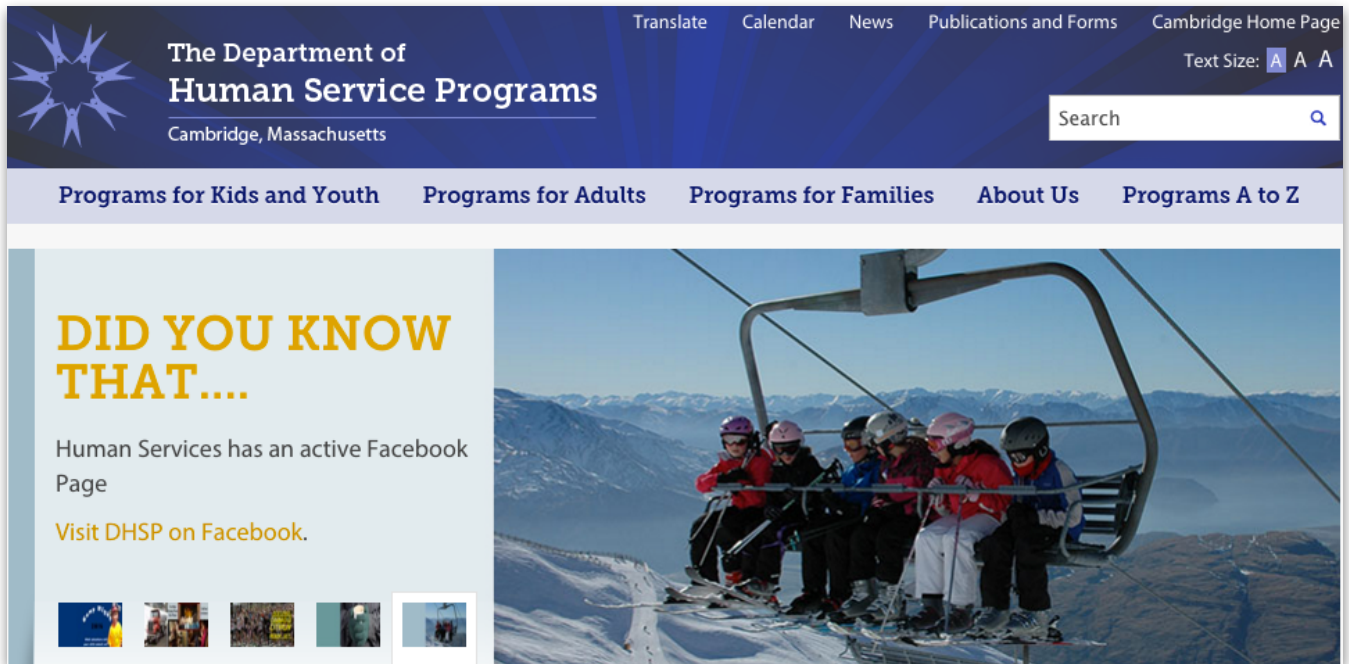 Translate Calendar News Publications and Forms Cambridge Home Page
The Department of
Human Service Programs
Cambridge, Massachusetts
Text Size: A A A
Search
Programs for Kids and Youth Programs for Adults Programs for Families About Us Programs A to Z
DID YOU KNOW
THAT....
Human Services has an active Facebook
Page
Visit DHSP on Facebook.